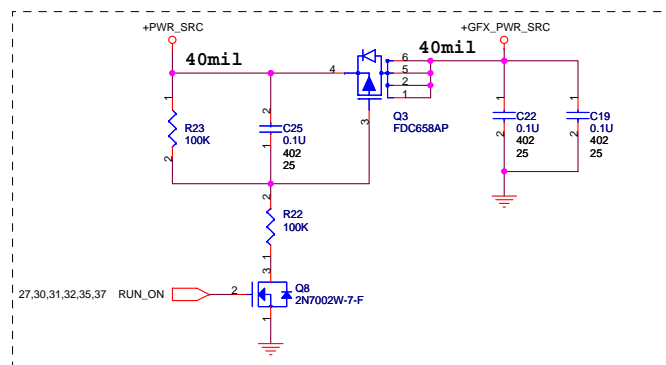 +PWR_SRC
+GFX_PWR_SRC
40mil
40mil
4
6
5
2
1
3
Q3
FDC658AP
1
R23
100K
2
2
C25
0.1U
402
25
1
1
C22
0.1U
402
25
2
1
C19
0.1U
402
25
2
2
R22
100K
1
3
27,30,31,32,35,37 RUN_ON
2
Q8
2N7002W-7-F
1